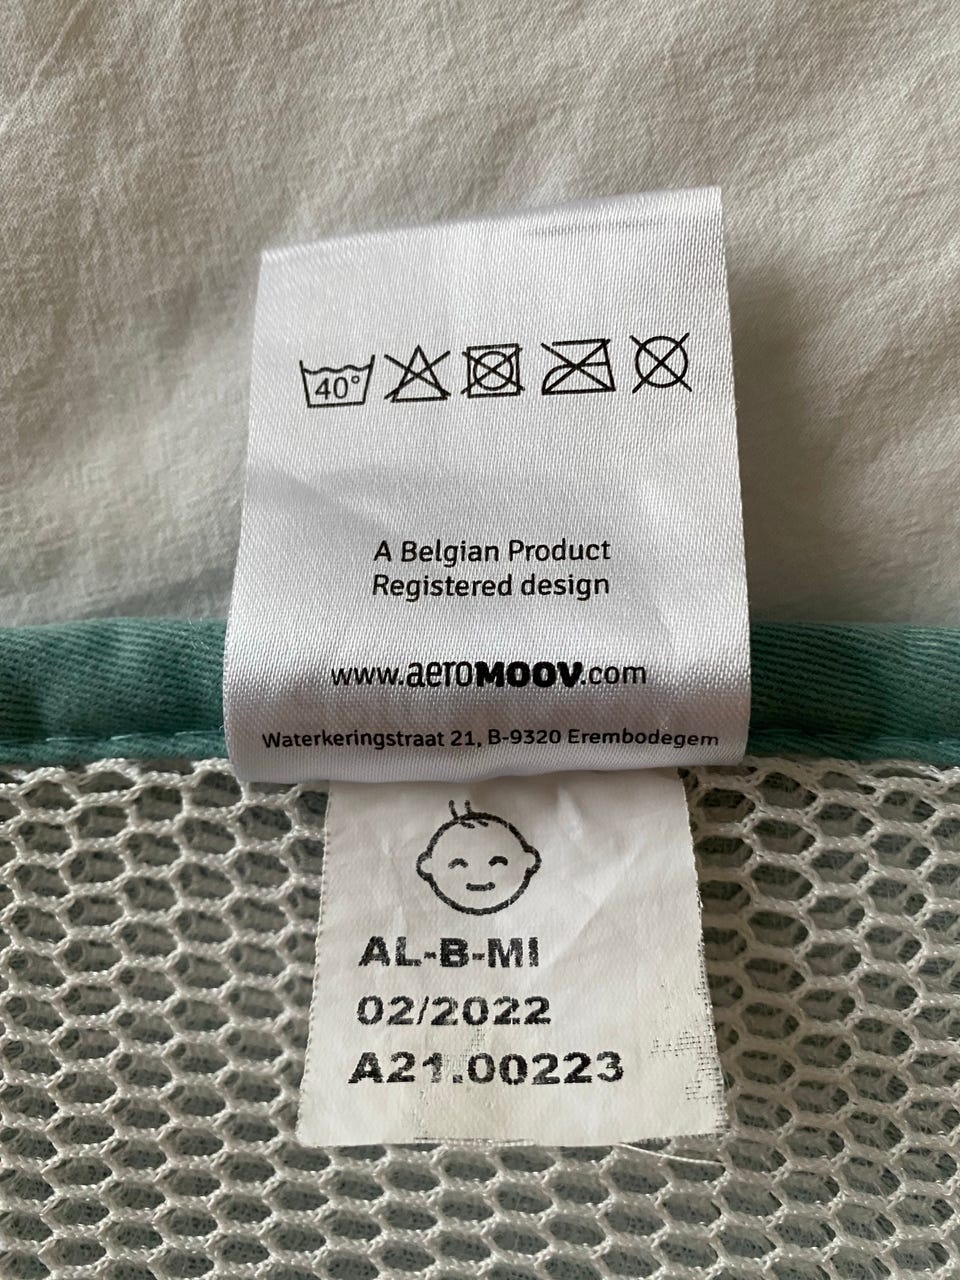 40°
A Belgian Product
Registered design
www.aeroMOOV.com
Waterkeringstraat 21, B-9320 Erembodegem
AL-B-MI
02/2022
A21.00223